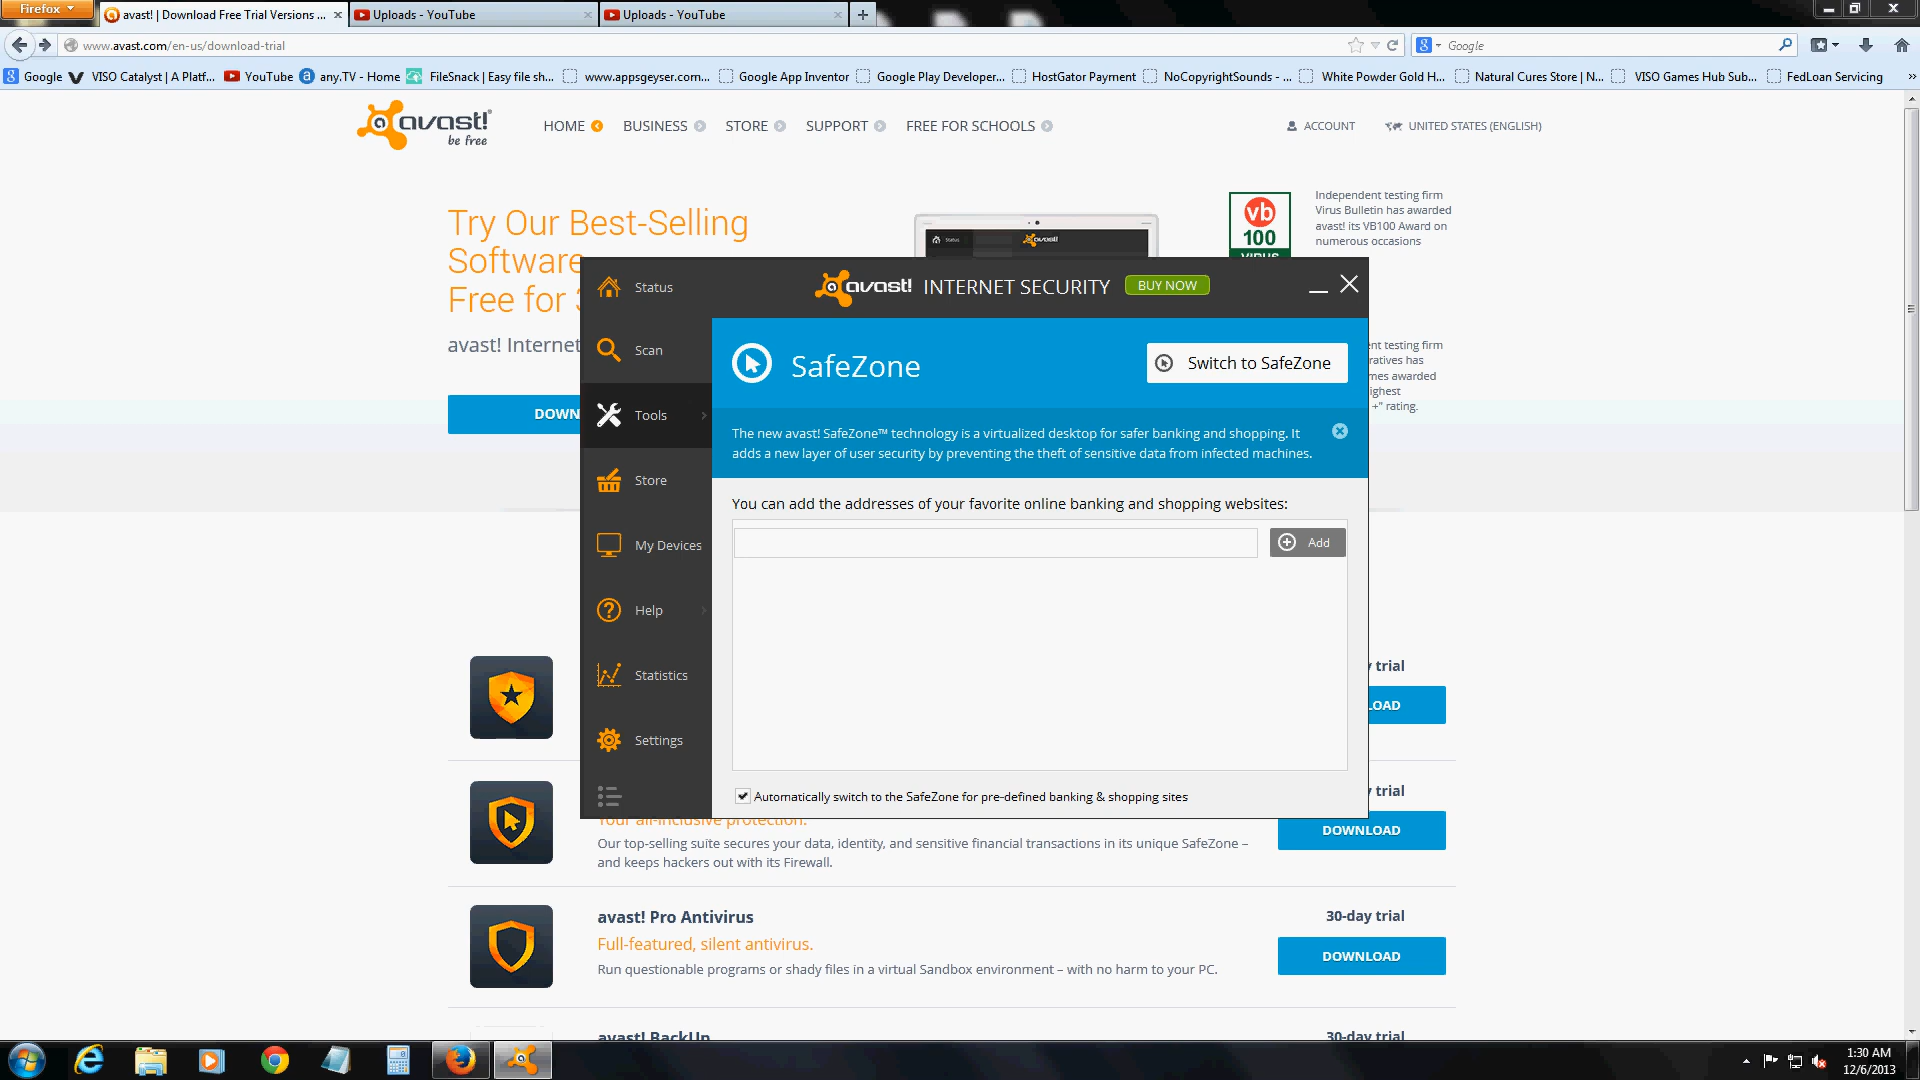 Firefox
avast! | Download Free Trial Versions ...
Uploads - YouTube
Uploads - YouTube
www.avast.com/en-us/download-trial
Google
Google
VISO Catalyst | A Platf...
YouTube
any.TV - Home
FileSnack | Easy file sh...
www.appsgeyser.com...
Google App Inventor
Google Play Developer...
HostGator Payment
NoCopyrightSounds - ...
White Powder Gold H...
Natural Cures Store | N...
VISO Games Hub Sub...
FedLoan Servicing
avast!
be free
HOME
BUSINESS
STORE
SUPPORT
FREE FOR SCHOOLS
ACCOUNT
UNITED STATES (ENGLISH)
Try Our Best-Selling
Software
Free for
avast! Internet
DOWN
Status
avast!
vb
100
VIRUS
Independent testing firm
Virus Bulletin has awarded
avast! its VB100 Award on
numerous occasions
nt testing firm
ratives has
mes awarded
ighest
+" rating.
Status
Scan
Tools
Store
My Devices
Help
Statistics
Settings
avast! INTERNET SECURITY
BUY NOW
SafeZone
Switch to SafeZone
The new avast! SafeZone™ technology is a virtualized desktop for safer banking and shopping. It
adds a new layer of user security by preventing the theft of sensitive data from infected machines.
You can add the addresses of your favorite online banking and shopping websites:
Add
Automatically switch to the SafeZone for pre-defined banking & shopping sites
trial
OAD
trial
DOWNLOAD
Your all-inclusive protection.
Our top-selling suite secures your data, identity, and sensitive financial transactions in its unique SafeZone –
and keeps hackers out with its Firewall.
avast! Pro Antivirus
Full-featured, silent antivirus.
Run questionable programs or shady files in a virtual Sandbox environment – with no harm to your PC.
30-day trial
DOWNLOAD
avast! BackUp
30-day trial
1:30 AM
12/6/2013